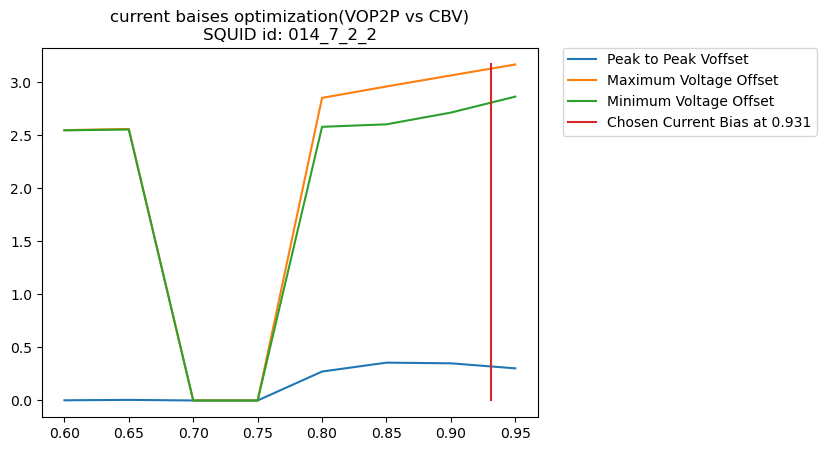 current baises optimization(VOP2P vs CBV)
SQUID id: 014_7_2_2
Peak to Peak Voffset
Maximum Voltage Offset
Minimum Voltage Offset
Chosen Current Bias at 0.931
3.0
2.5
2.0
1.5
1.0
0.5
0.0
0.60 0.65 0.70 0.75 0.80 0.85 0.90 0.95